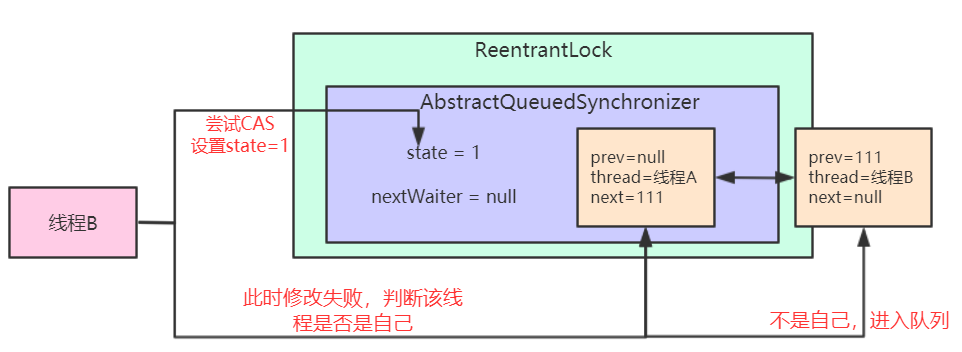 ReentrantLock
AbstractQueuedSynchronizer
尝试CAS
设置state=1
state = 1
nextWaiter = null
prev=null
thread=线程A
next=111
prev=111
thread=线程B
next=null
线程B
此时修改失败，判断该线
程是否是自己
不是自己，进入队列